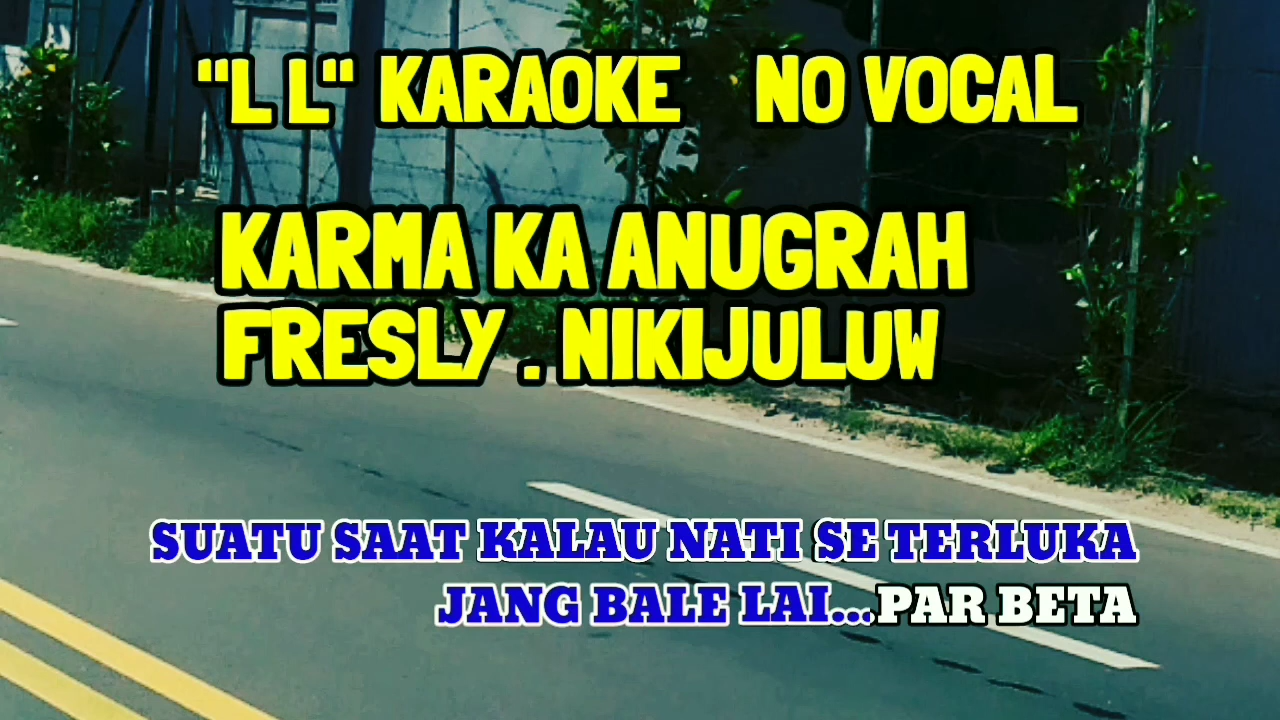 "L L" KARAOKE NO VOCAL
KARMA KA ANUGRAH
FRESLY . NIKIJULUW
SUATU SAAT KALAU NATI SE TERLUKA
JANG BALE LAI...PAR BETA